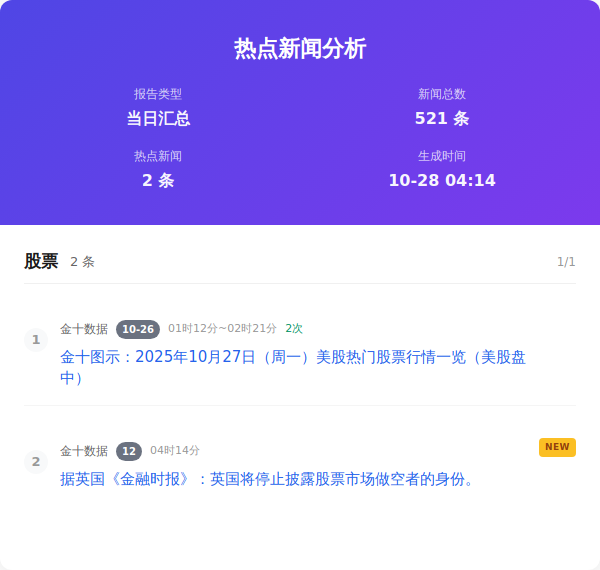 热点新闻分析
报告类型
新闻总数
当日汇总
521 条
热点新闻
生成时间
2 条
10-28 04:14
股票 2 条 1/1
1 金十数据 10-26 01时12分~02时21分 2次
金十图示：2025年10月27日（周一）美股热门股票行情一览（美股盘
中）
2 金十数据 12 04时14分 NEW
据英国《金融时报》：英国将停止披露股票市场做空者的身份。